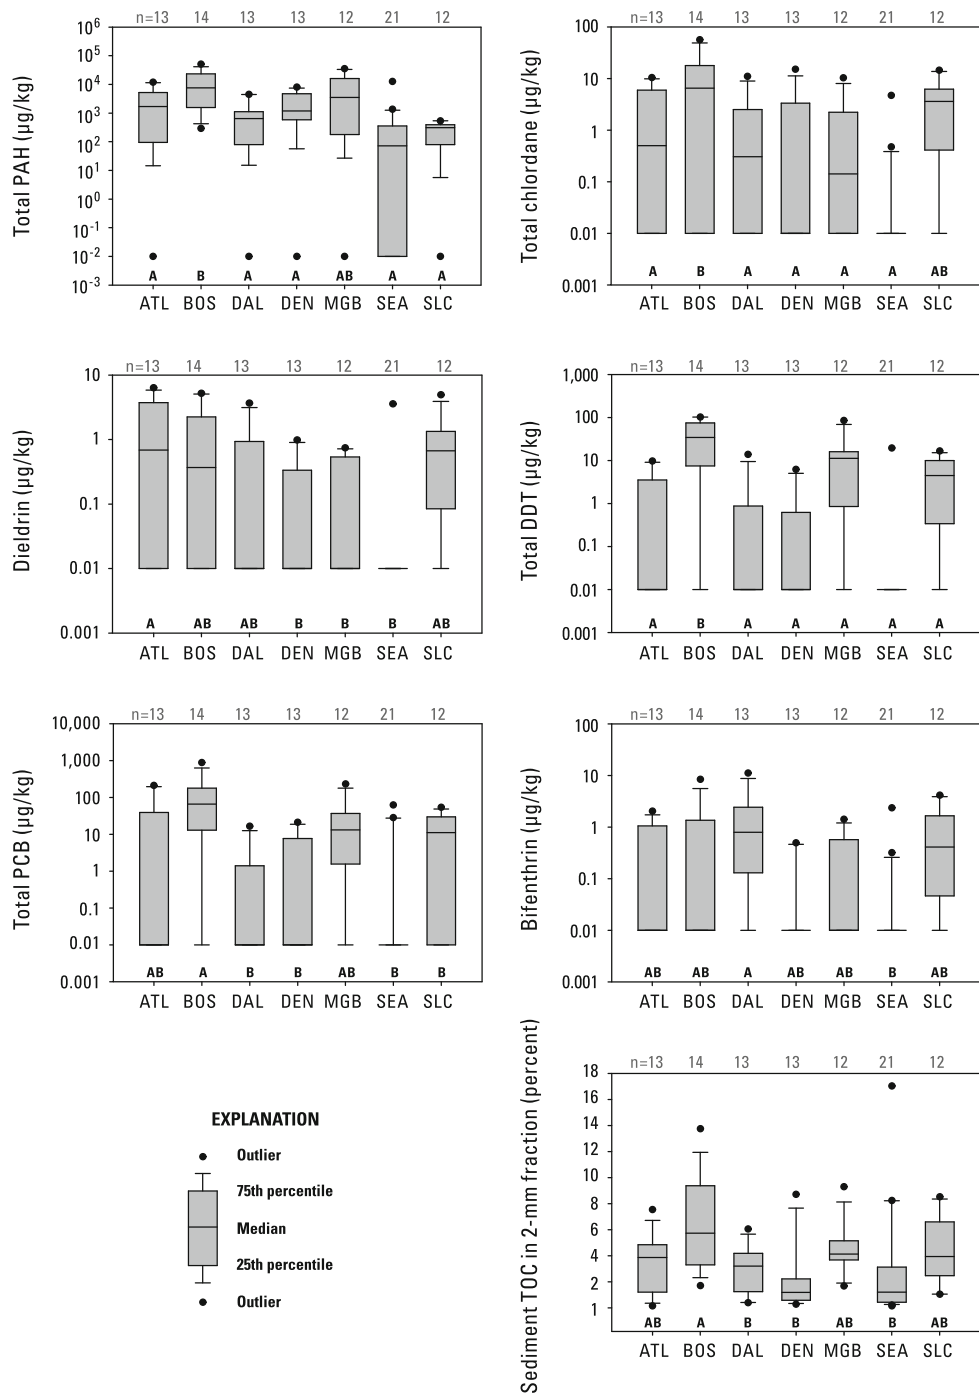 n=13 14 13 13 12 21 12
Total PAH (µg/kg)
10^6
10^5
10^4
10^3
10^2
10^1
10^0
10^-1
10^-2
10^-3
A B A A AB A A
ATL BOS DAL DEN MGB SEA SLC
n=13 14 13 13 12 21 12
Total chlordane (µg/kg)
100
10
1
0.1
0.01
0.001
A B A A A A AB
ATL BOS DAL DEN MGB SEA SLC
n=13 14 13 13 12 21 12
Dieldrin (µg/kg)
10
1
0.1
0.01
0.001
A AB AB B B B AB
ATL BOS DAL DEN MGB SEA SLC
n=13 14 13 13 12 21 12
Total DDT (µg/kg)
1,000
100
10
1
0.1
0.01
0.001
A B A A A A A
ATL BOS DAL DEN MGB SEA SLC
n=13 14 13 13 12 21 12
Total PCB (µg/kg)
10,000
1,000
100
10
1
0.1
0.01
0.001
AB A B B AB B B
ATL BOS DAL DEN MGB SEA SLC
n=13 14 13 13 12 21 12
Bifenthrin (µg/kg)
100
10
1
0.1
0.01
0.001
AB AB A AB AB B AB
ATL BOS DAL DEN MGB SEA SLC
EXPLANATION
Outlier
75th percentile
Median
25th percentile
Outlier
n=13 14 13 13 12 21 12
Sediment TOC in 2-mm fraction (percent)
18
16
14
12
10
8
6
4
2
1
AB A B B AB B AB
ATL BOS DAL DEN MGB SEA SLC